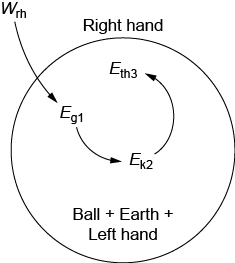 W_rh
Right hand
E_th3
E_g1
E_k2
Ball + Earth +
Left hand